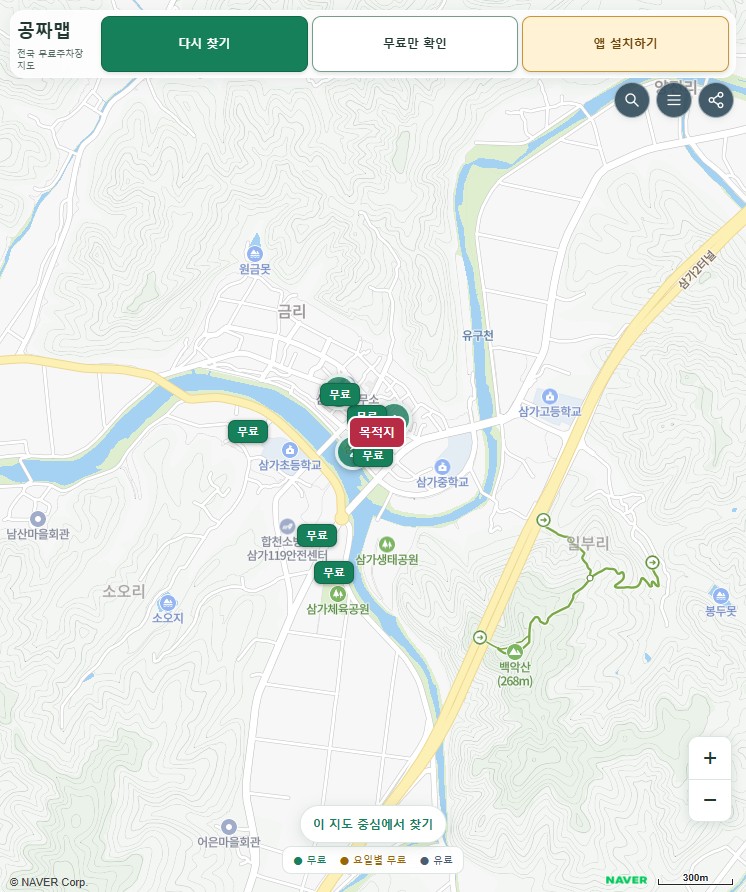 공짜맵
전국 무료주차장
지도
다시 찾기
무료만 확인
앱 설치하기
삼가2터널
원금못
금리
유구천
무료
목적지
무료
무료
삼가고등학교
삼가초등학교
삼가중학교
남산마을회관
무료
삼가119안전센터
삼가생태공원
일부리
무료
소오리
소오지
삼가체육공원
봉두못
백악산
(268m)
+
−
이 지도 중심에서 찾기
어은마을회관
무료
요일별 무료
유료
© NAVER Corp.
NAVER
300m